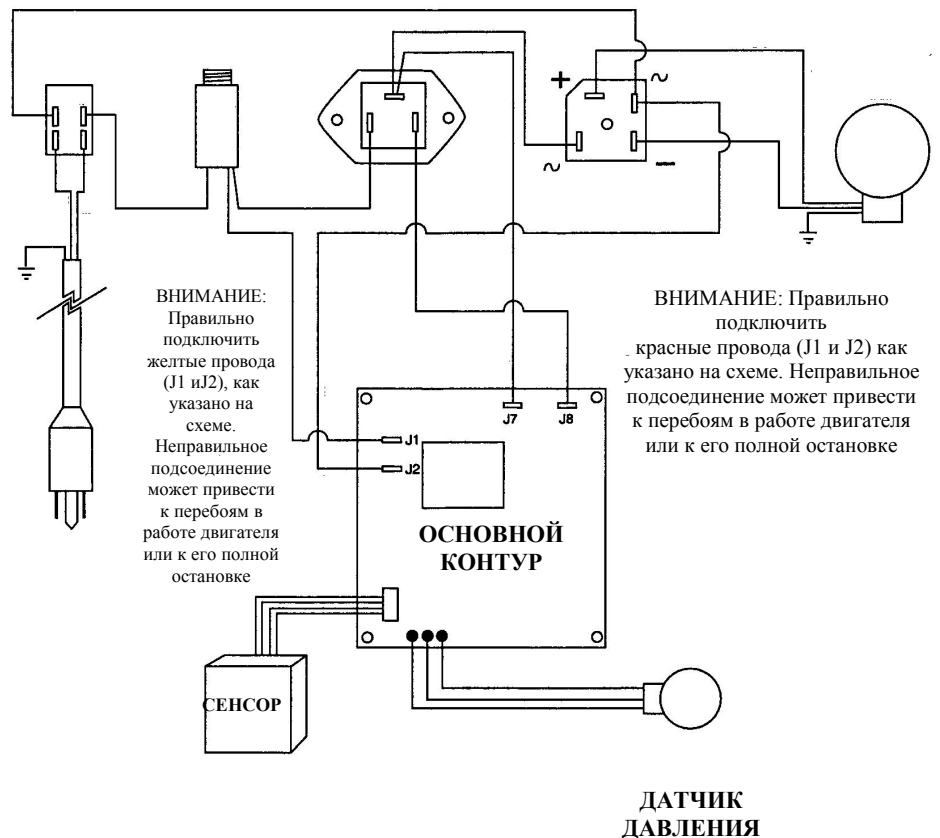 +
~
~
−
ВНИМАНИЕ:
Правильно
подключить
желтые провода
(J1 иJ2), как
указано на
схеме.
Неправильное
подсоединение
может привести
к перебоям в
работе двигателя
или к его полной
остановке
ВНИМАНИЕ: Правильно
подключить
красные провода (J1 и J2) как
указано на схеме. Неправильное
подсоединение может привести
к перебоям в работе двигателя
или к его полной остановке
J7
J8
J1
J2
ОСНОВНОЙ
КОНТУР
СЕНСОР
ДАТЧИК
ДАВЛЕНИЯ